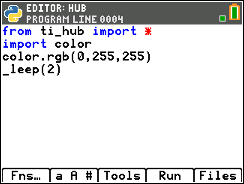 EDITOR: HUB
PROGRAM LINE 0004
from ti_hub import *
import color
color.rgb(0,255,255)
_leep(2)
Fns… a A # Tools Run Files